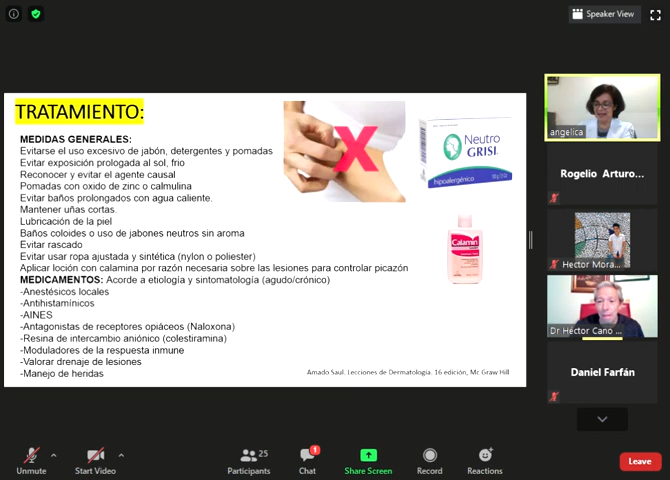 Speaker View
TRATAMIENTO:
MEDIDAS GENERALES:
Evitarse el uso excesivo de jabón, detergentes y pomadas
Evitar exposición prologada al sol, frio
Reconocer y evitar el agente causal
Pomadas con oxido de zinc o calmulina
Evitar baños prolongados con agua caliente.
Mantener uñas cortas.
Lubricación de la piel
Baños coloides o uso de jabones neutros sin aroma
Evitar rascado
Evitar usar ropa ajustada y sintética (nylon o poliester)
Aplicar loción con calamina por razón necesaria sobre las lesiones para controlar picazón
MEDICAMENTOS: Acorde a etiología y sintomatología (agudo/crónico)
-Anestésicos locales
-Antihistamínicos
-AINES
-Antagonistas de receptores opiáceos (Naloxona)
-Resina de intercambio aniónico (colestiramina)
-Moduladores de la respuesta inmune
-Valorar drenaje de lesiones
-Manejo de heridas
X
Neutro
GRISI
hipoalergénico
Calamin
Amado Saul. Lecciones de Dermatologia. 16 edición, Mc Graw Hill
angelica
Rogelio Arturo...
Hector Mora...
Dr Héctor Cano ...
Daniel Farfán
Unmute
Start Video
25
Participants
1
Chat
Share Screen
Record
Reactions
Leave